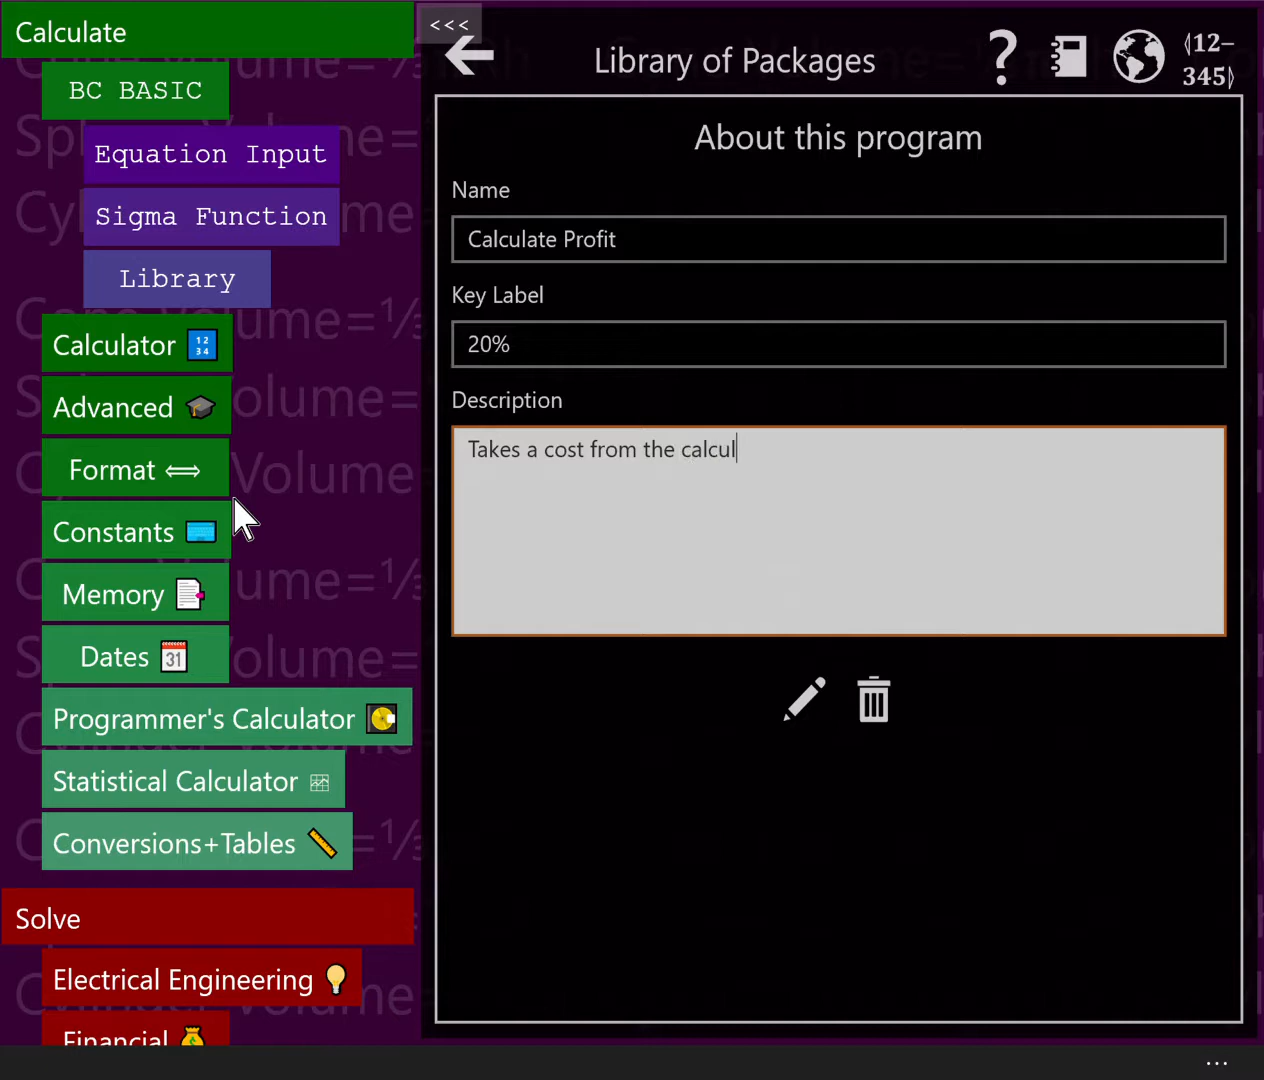 Calculate
BC BASIC
Equation Input
Sigma Function
Library
Calculator
Advanced
Format
Constants
Memory
Dates
31
Programmer's Calculator
Statistical Calculator
Conversions+Tables
Solve
Electrical Engineering
Financial
<<<
Library of Packages
?
12–
345
About this program
Name
Calculate Profit
Key Label
20%
Description
Takes a cost from the calcul
...